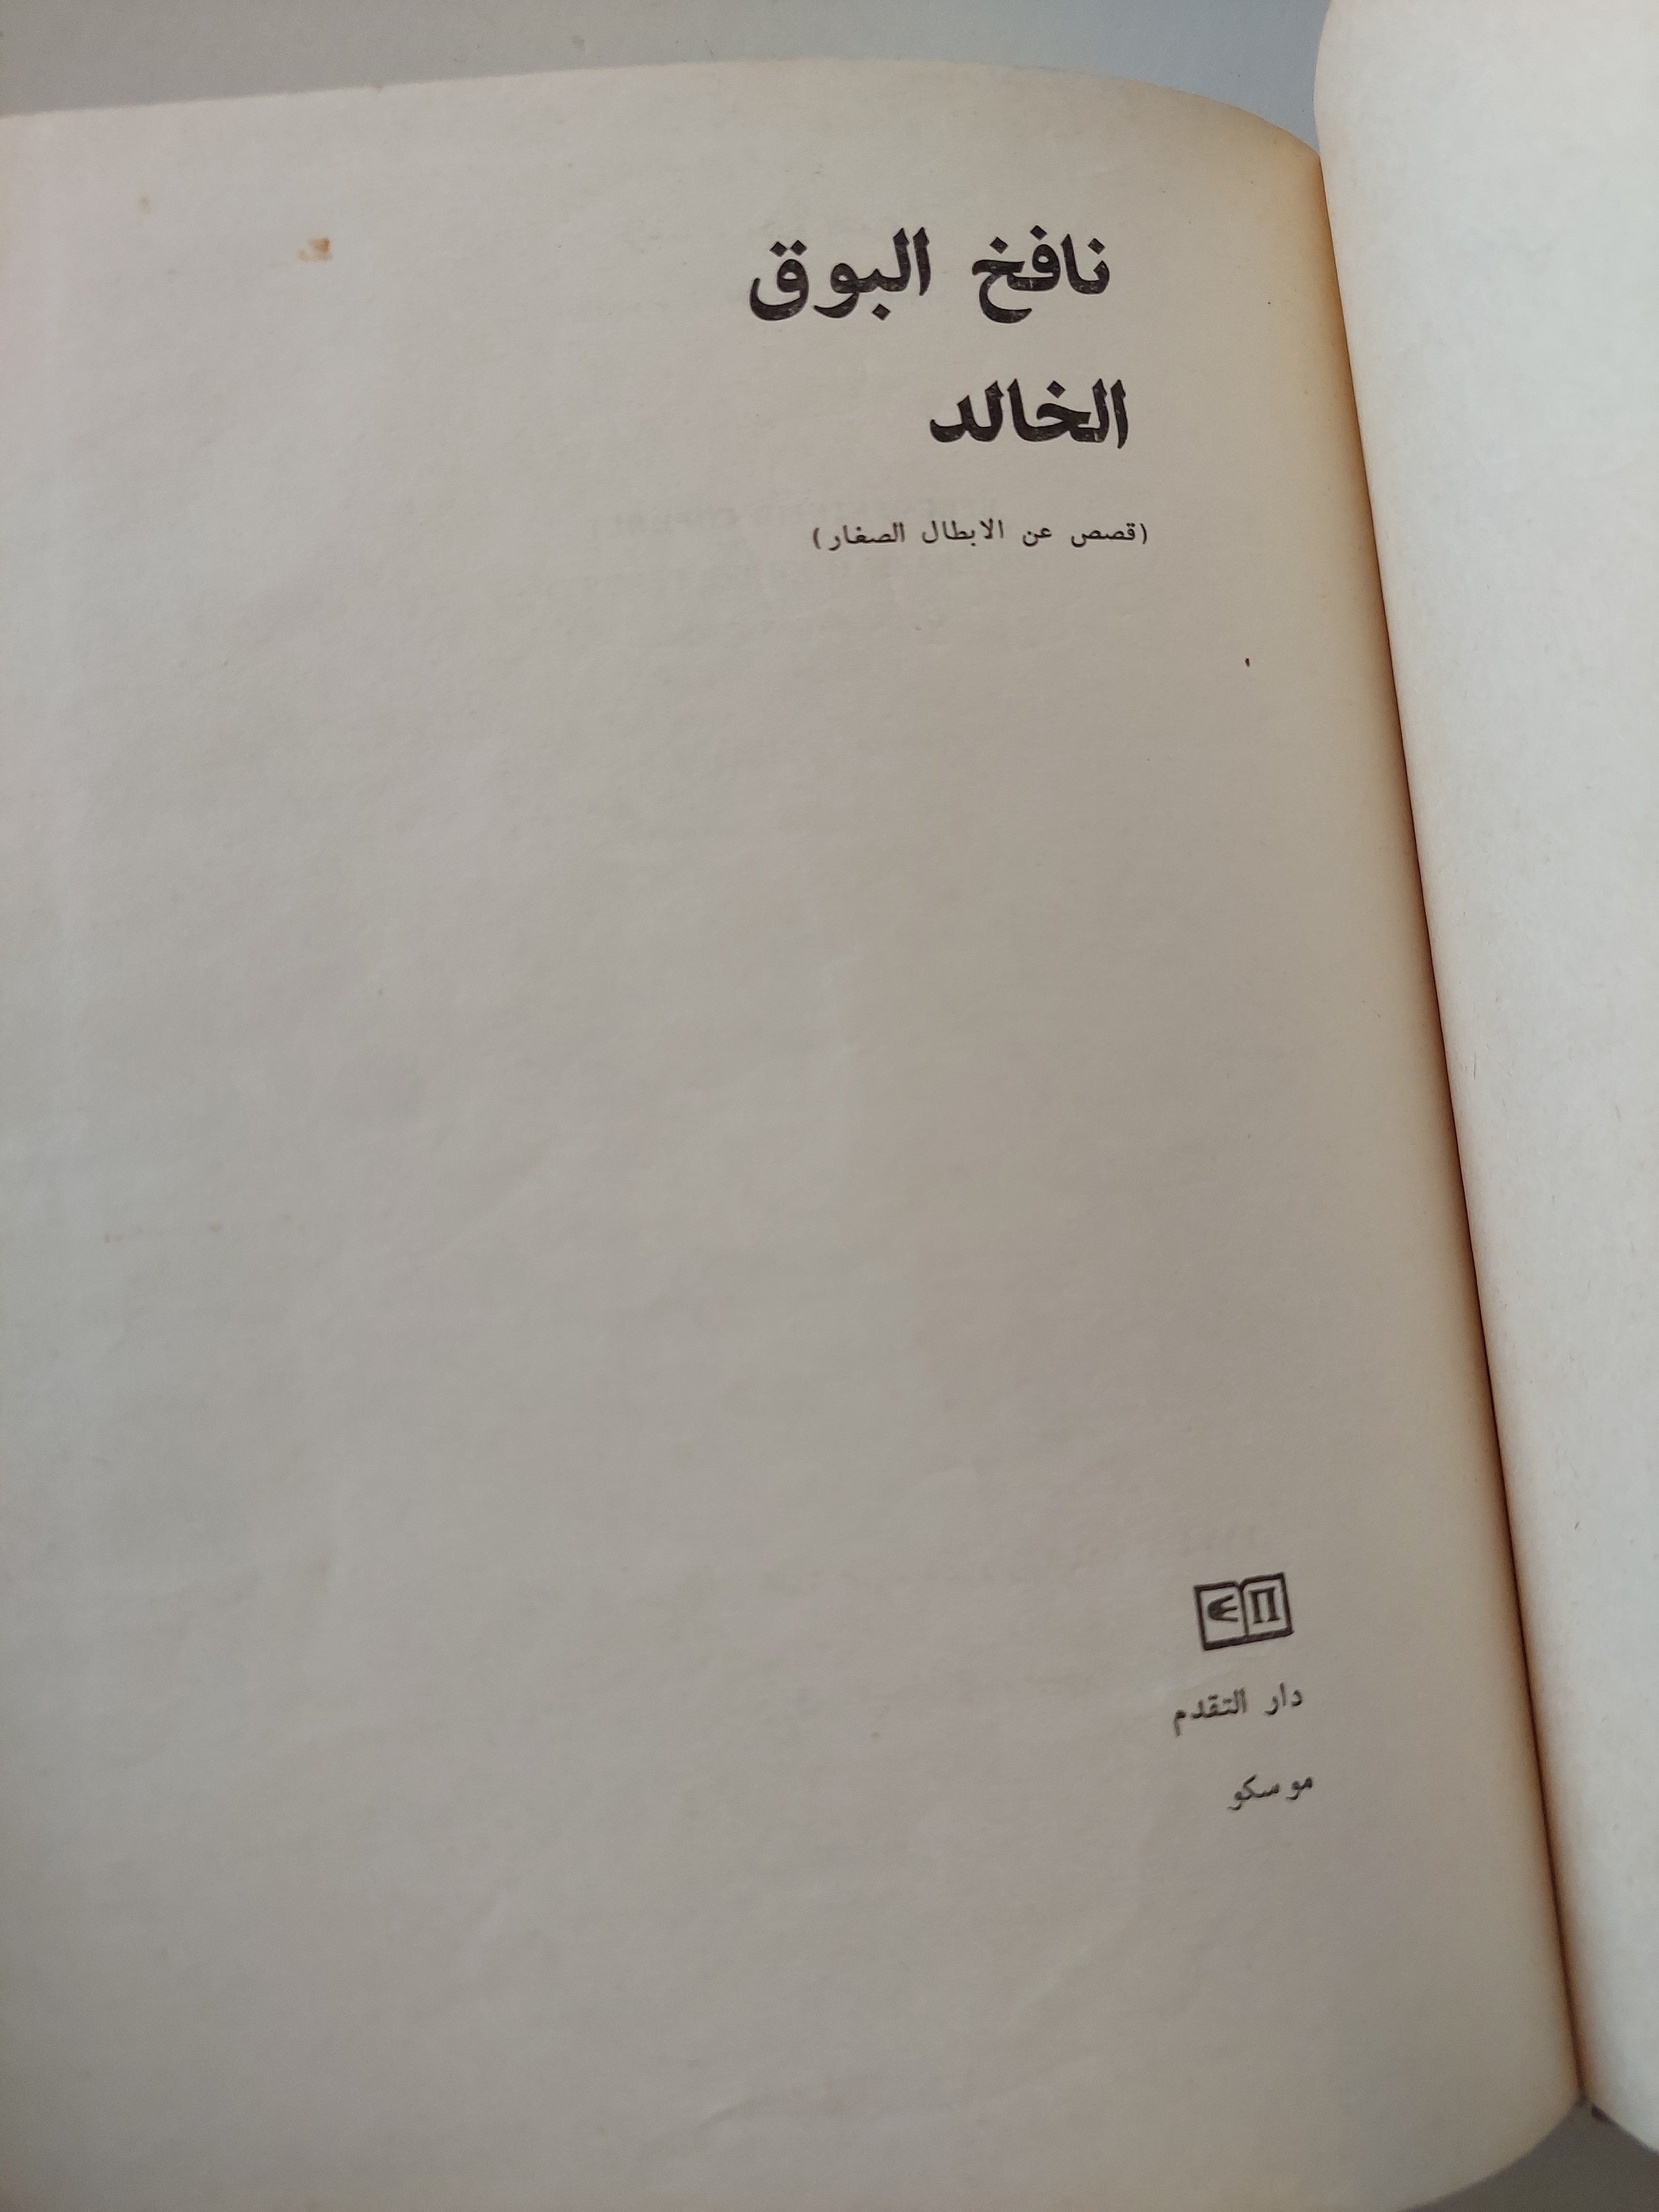 نافخ البوق
الخالد
(قصص عن الابطال الصغار)
دار التقدم
موسكو